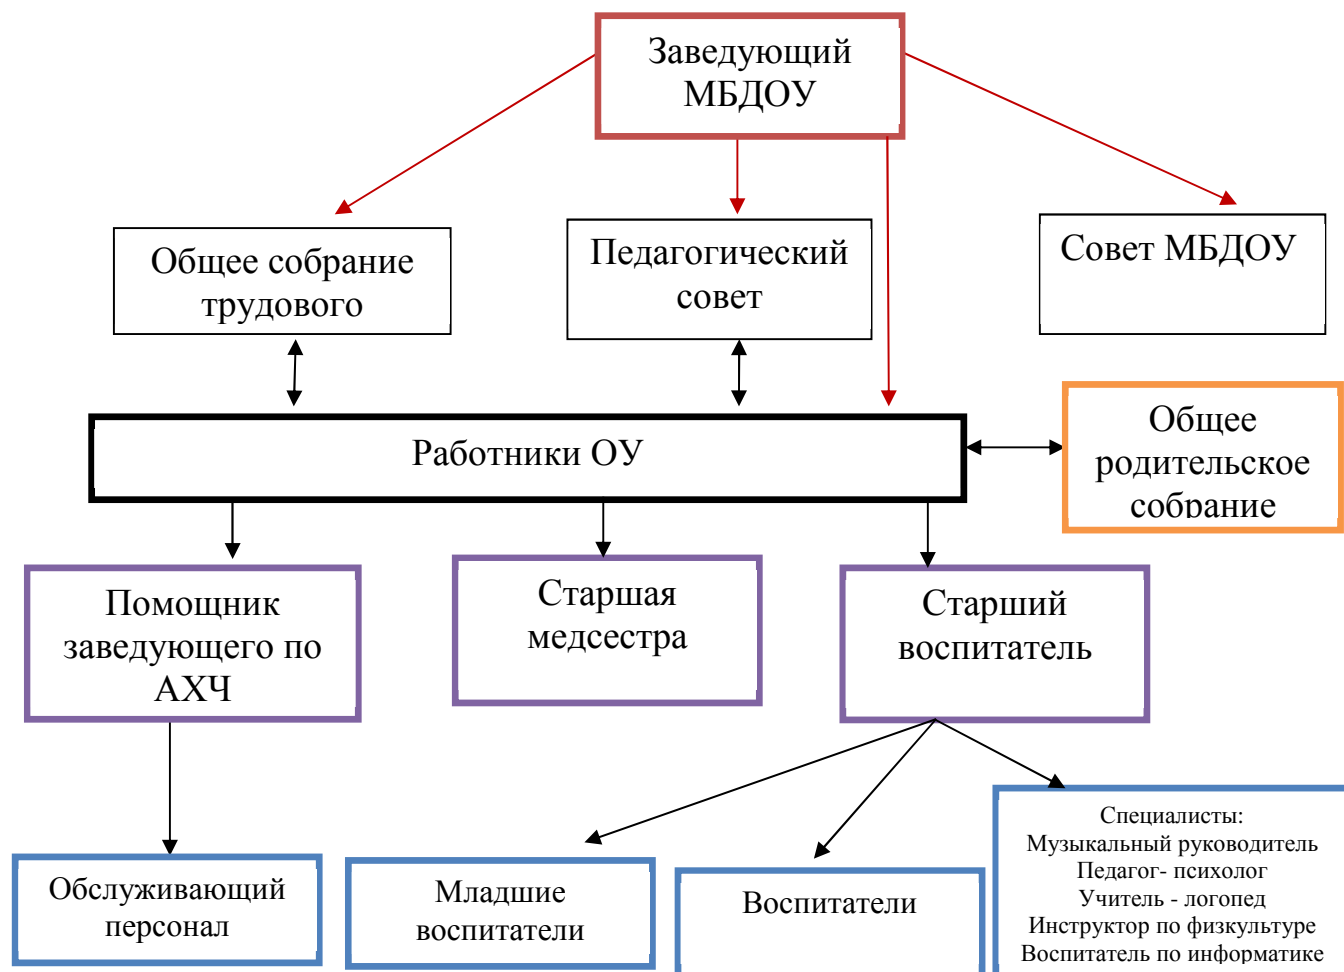 Заведующий
МБДОУ
Общее собрание
трудового
Педагогический
совет
Совет МБДОУ
Работники ОУ
Общее
родительское
собрание
Помощник
заведующего по
АХЧ
Старшая
медсестра
Старший
воспитатель
Обслуживающий
персонал
Младшие
воспитатели
Воспитатели
Специалисты:
Музыкальный руководитель
Педагог- психолог
Учитель - логопед
Инструктор по физкультуре
Воспитатель по информатике